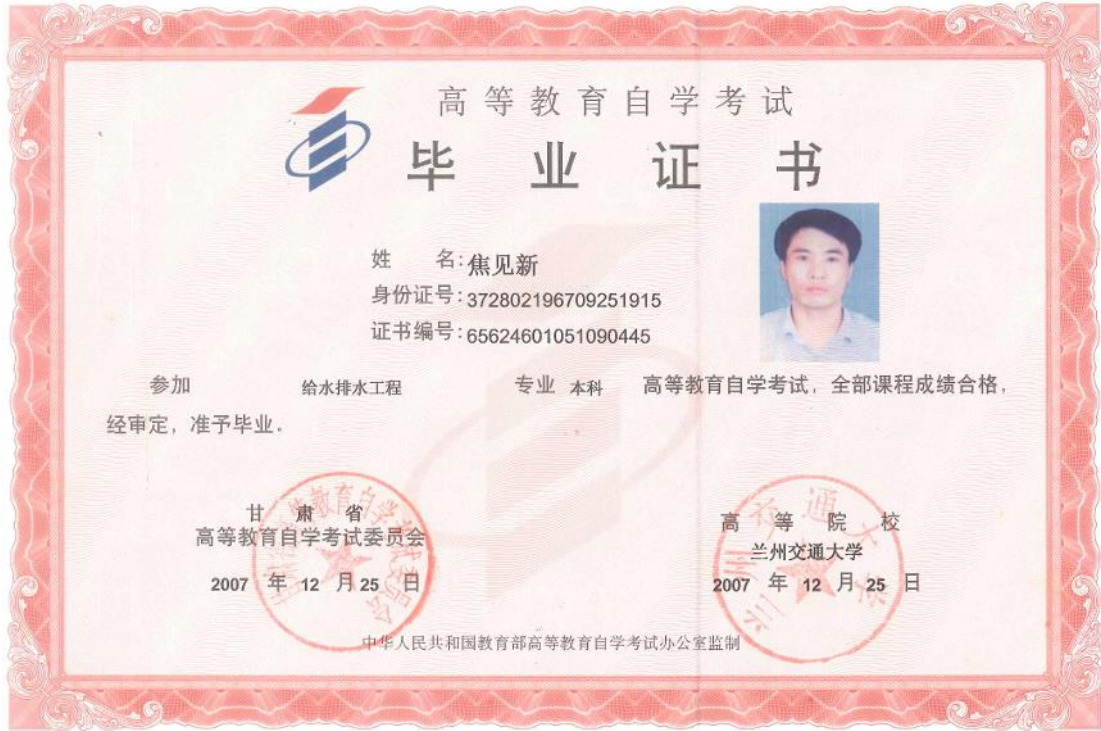 高等教育自学考试
毕业证书
姓 名:焦见新
身份证号:372802196709251915
证书编号:65624601051090445
参加 给水排水工程 专业 本科 高等教育自学考试，全部课程成绩合格，
经审定，准予毕业。
甘肃省
高等教育自学考试委员会
2007 年 12 月 25 日
高等院校
兰州交通大学
2007 年 12 月 25 日
兰州交通大学
中华人民共和国教育部高等教育自学考试办公室监制